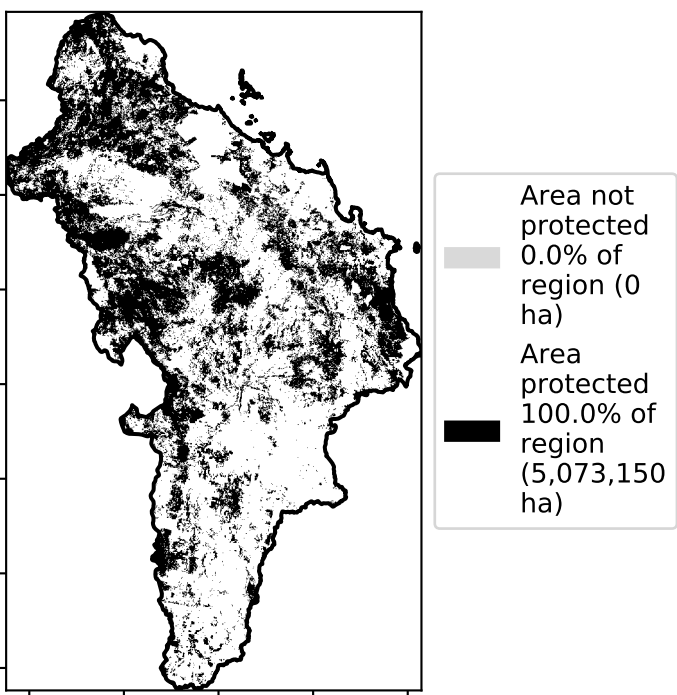 Area not
protected
0.0% of
region (0
ha)
Area
protected
100.0% of
region
(5,073,150
ha)